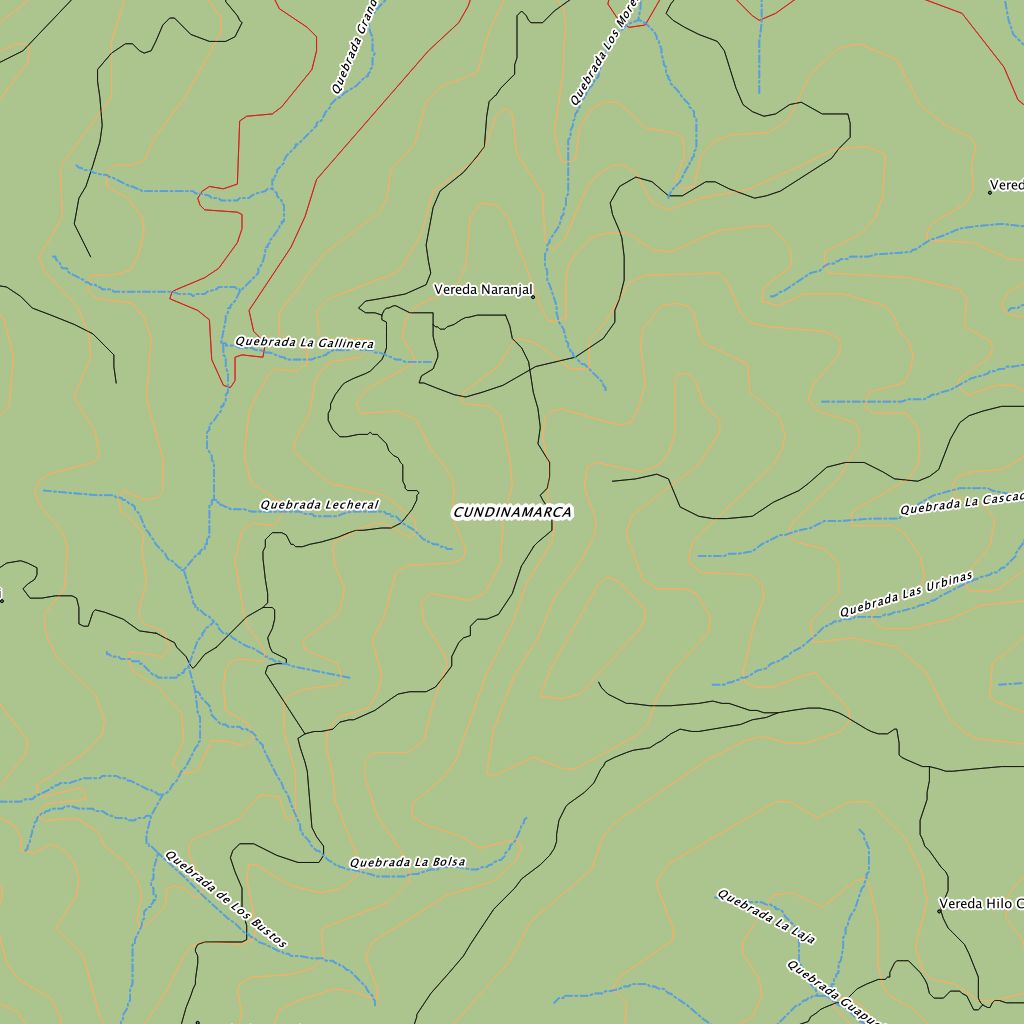 Quebrada Grand
Quebrada Los More
Vered
Vereda Naranjal
Quebrada La Gallinera
Quebrada Lecheral
CUNDINAMARCA
Quebrada La Cascad
Quebrada Las Urbinas
i
Quebrada La Bolsa
Quebrada de Los Bustos
Quebrada La Laja
Vereda Hilo C
Quebrada Guapu